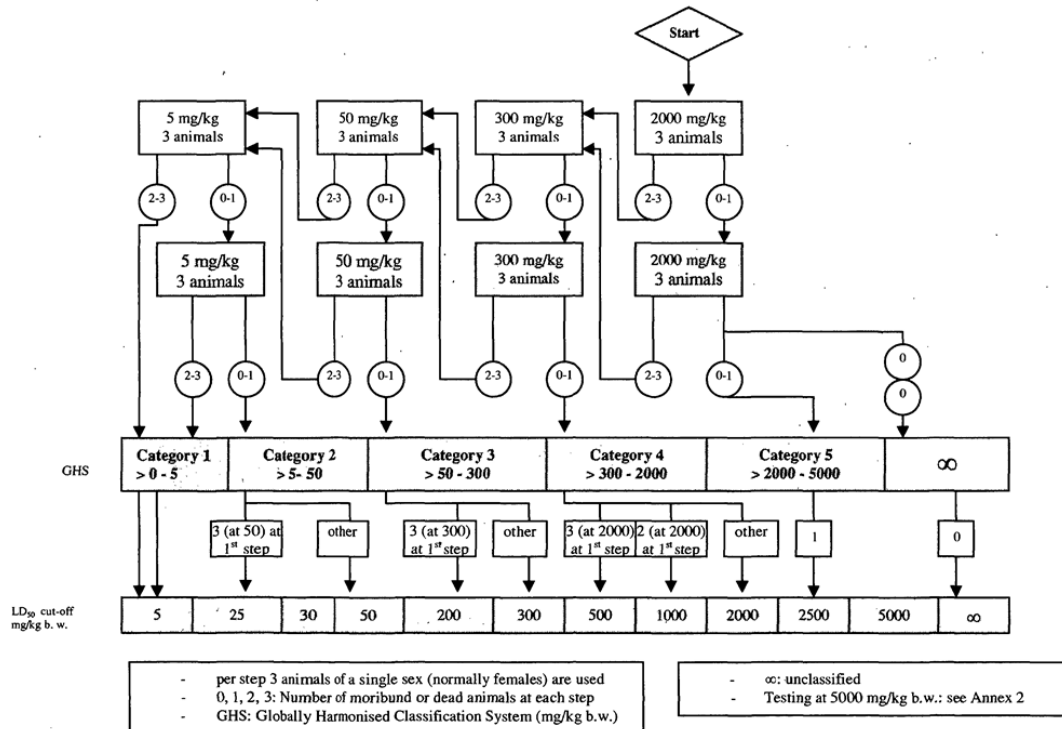 Start
5 mg/kg
3 animals
50 mg/kg
3 animals
300 mg/kg
3 animals
2000 mg/kg
3 animals
2-3
0-1
2-3
0-1
2-3
0-1
2-3
0-1
5 mg/kg
3 animals
50 mg/kg
3 animals
300 mg/kg
3 animals
2000 mg/kg
3 animals
2-3
0-1
2-3
0-1
2-3
0-1
2-3
0-1
0
0
GHS
Category 1
> 0 - 5
Category 2
> 5- 50
Category 3
> 50 - 300
Category 4
> 300 - 2000
Category 5
> 2000 - 5000
∞
3 (at 50) at
1st step
other
3 (at 300)
at 1st step
other
3 (at 2000)
at 1st step
2 (at 2000)
at 1st step
other
1
0
LD50 cut-off
mg/kg b. w.
5
25
30
50
200
300
500
1000
2000
2500
5000
∞
- per step 3 animals of a single sex (normally females) are used
- 0, 1, 2, 3: Number of moribund or dead animals at each step
- GHS: Globally Harmonised Classification System (mg/kg b.w.)
- ∞: unclassified
- Testing at 5000 mg/kg b.w.: see Annex 2